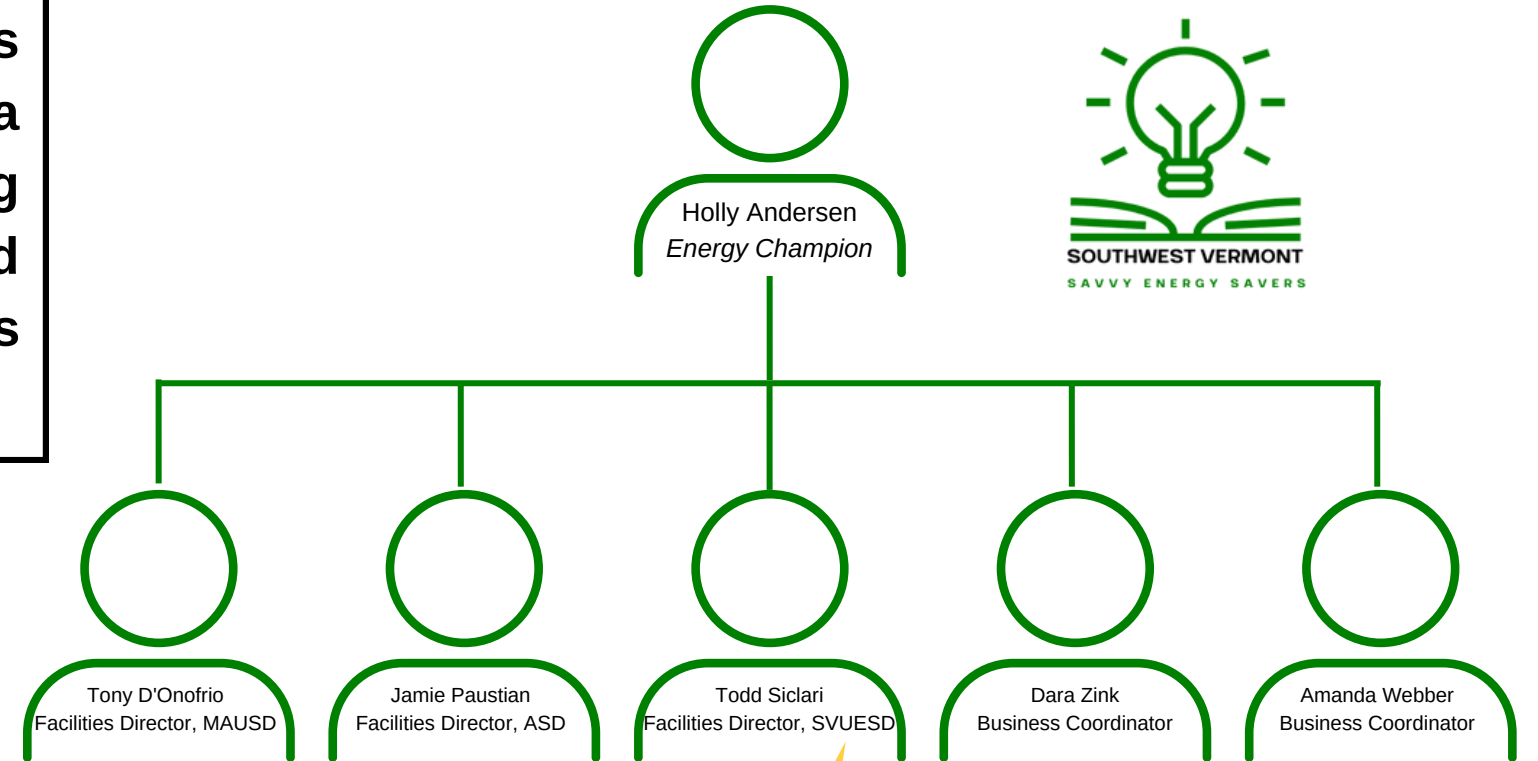 s
a
g
d
s
Holly Andersen
Energy Champion
SOUTHWEST VERMONT
SAVVY ENERGY SAVERS
Tony D'Onofrio
Facilities Director, MAUSD
Jamie Paustian
Facilities Director, ASD
Todd Siclari
Facilities Director, SVUESD
Dara Zink
Business Coordinator
Amanda Webber
Business Coordinator